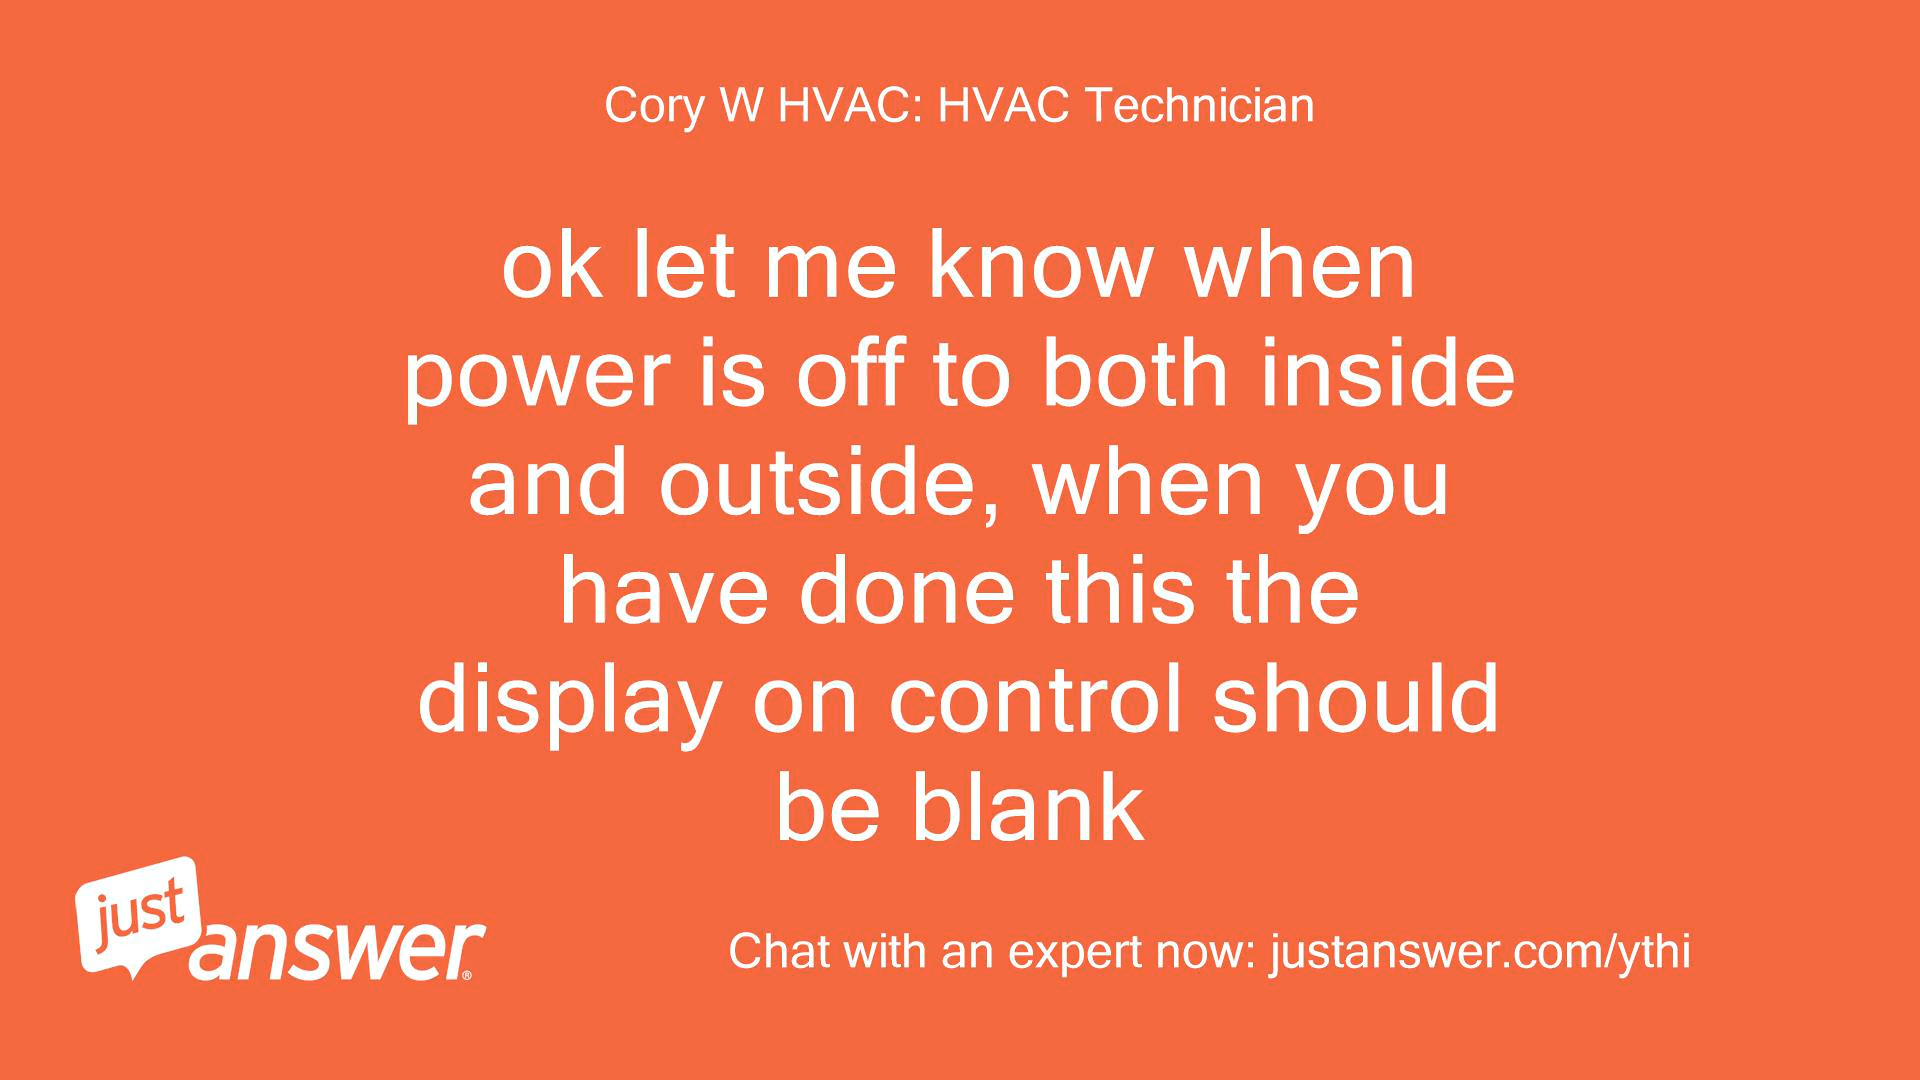 Cory W HVAC: HVAC Technician
ok let me know when
power is off to both inside
and outside, when you
have done this the
display on control should
be blank
just
answer®
Chat with an expert now: justanswer.com/ythi